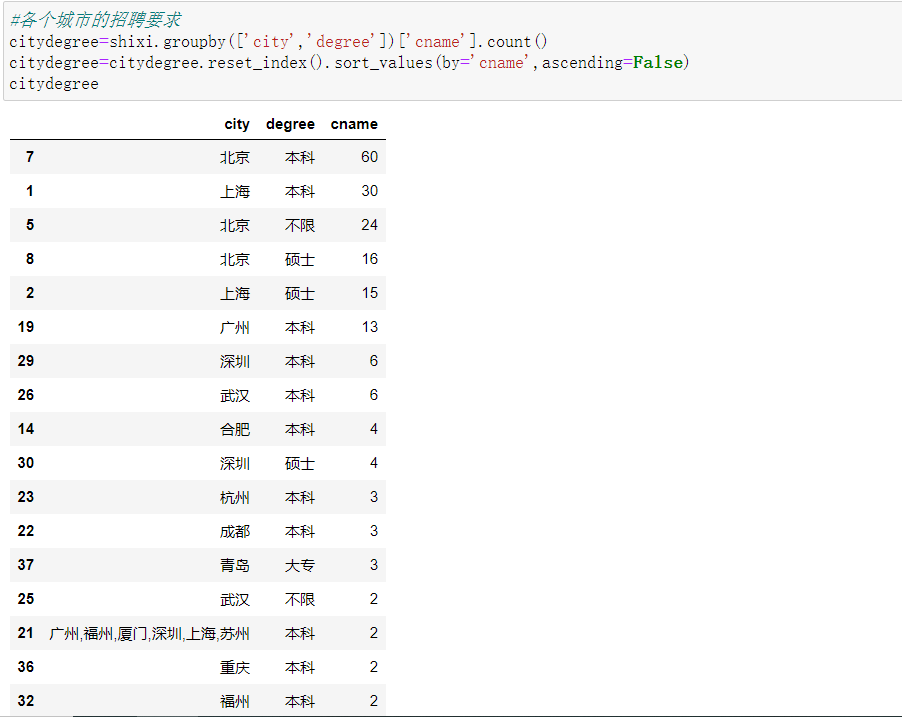 #各个城市的招聘要求
citydegree=shixi.groupby(['city','degree'])['cname'].count()
citydegree=citydegree.reset_index().sort_values(by='cname',ascending=False)
citydegree
city degree cname
7 北京 本科 60
1 上海 本科 30
5 北京 不限 24
8 北京 硕士 16
2 上海 硕士 15
19 广州 本科 13
29 深圳 本科 6
26 武汉 本科 6
14 合肥 本科 4
30 深圳 硕士 4
23 杭州 本科 3
22 成都 本科 3
37 青岛 大专 3
25 武汉 不限 2
21 广州,福州,厦门,深圳,上海,苏州 本科 2
36 重庆 本科 2
32 福州 本科 2